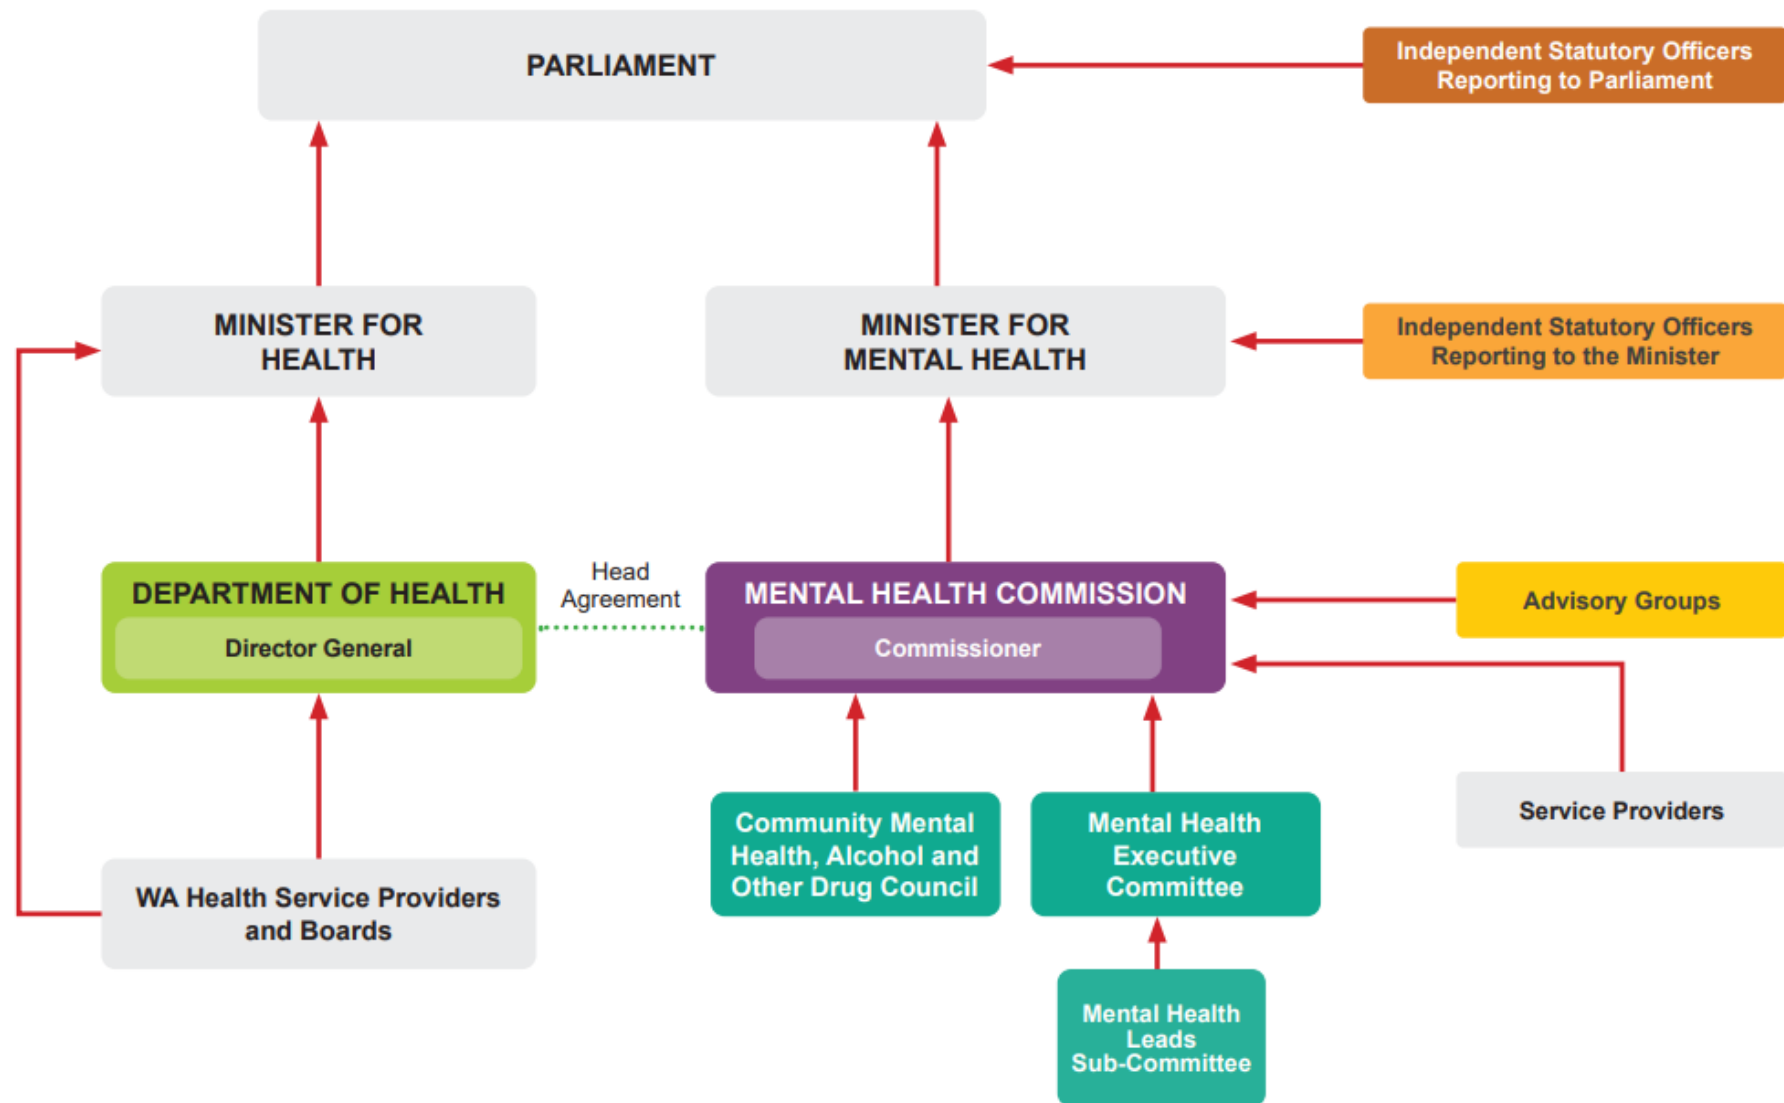 PARLIAMENT
Independent Statutory Officers
Reporting to Parliament
MINISTER FOR
HEALTH
MINISTER FOR
MENTAL HEALTH
Independent Statutory Officers
Reporting to the Minister
DEPARTMENT OF HEALTH
Director General
Head
Agreement
MENTAL HEALTH COMMISSION
Commissioner
Advisory Groups
Community Mental
Health, Alcohol and
Other Drug Council
Mental Health
Executive
Committee
Service Providers
WA Health Service Providers
and Boards
Mental Health
Leads
Sub-Committee